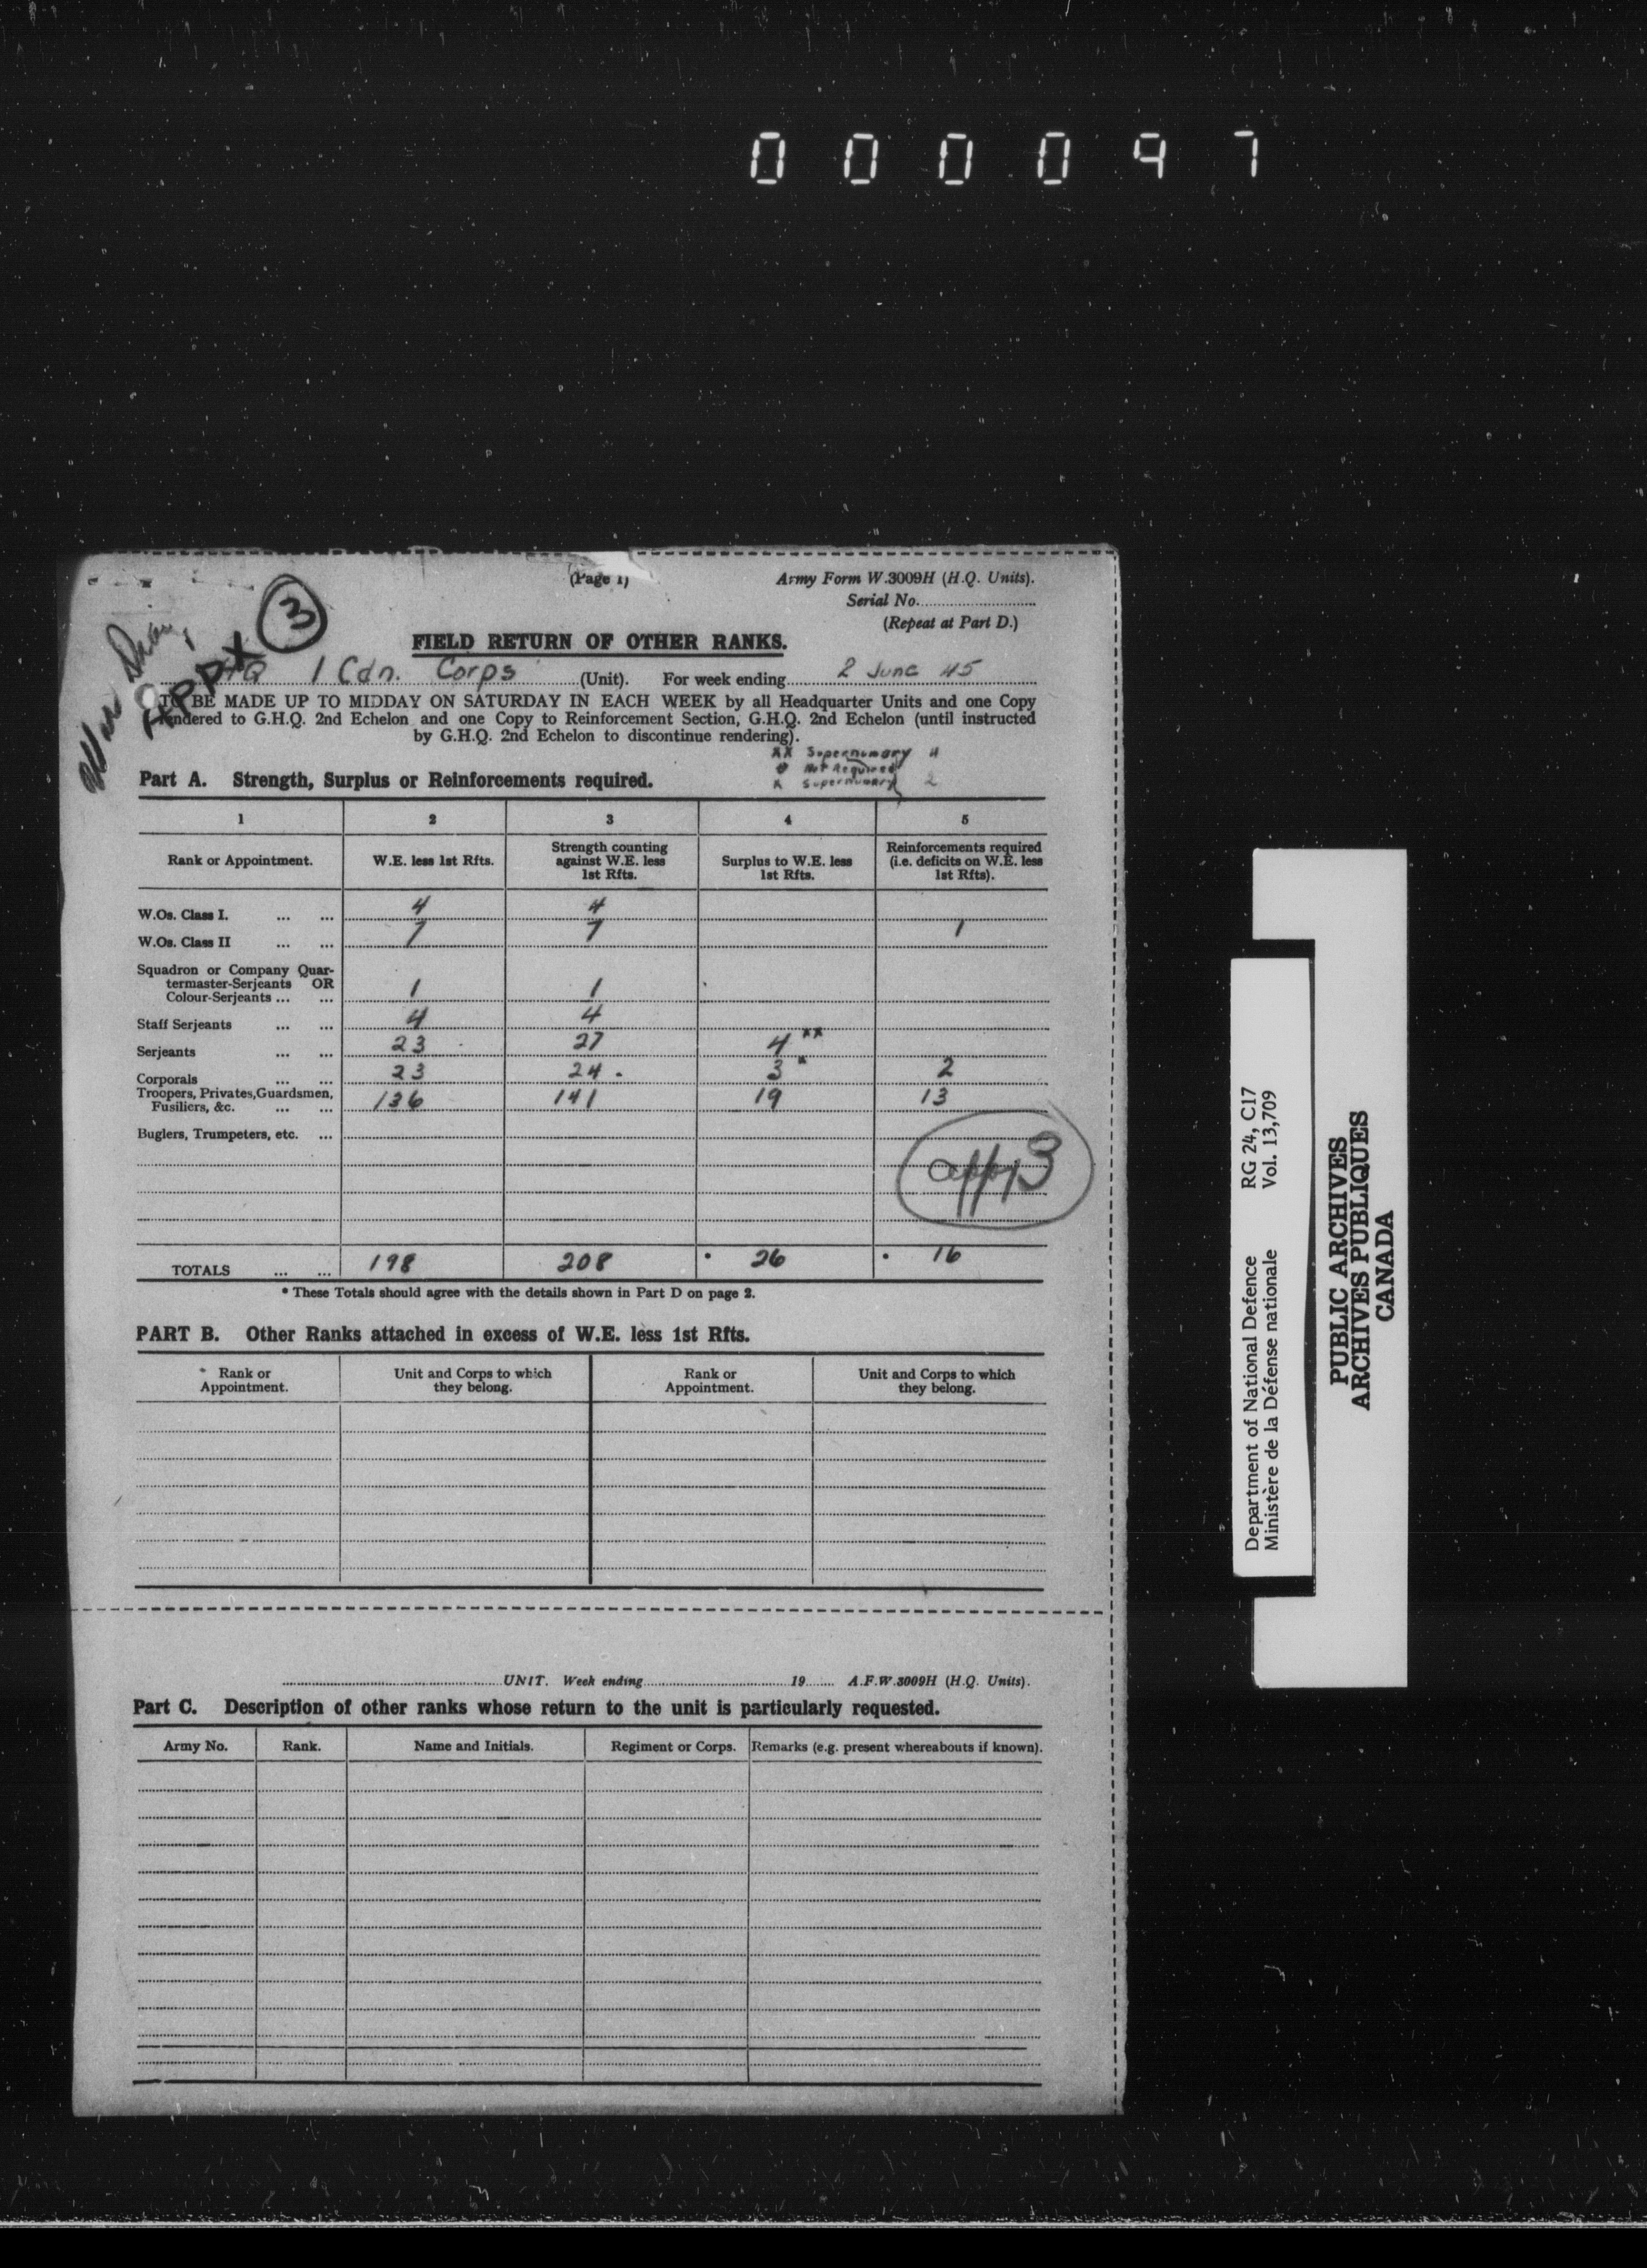 000097
(Page 1)
Army Form W.3009H (H.Q. Units).
Serial No.
(Repeat at Part D.)
War Diary
APPX 3
FIELD RETURN OF OTHER RANKS.
HQ 1 Cdn. Corps (Unit). For week ending 2 June 45
TO BE MADE UP TO MIDDAY ON SATURDAY IN EACH WEEK by all Headquarter Units and one Copy
rendered to G.H.Q. 2nd Echelon and one Copy to Reinforcement Section, G.H.Q. 2nd Echelon (until instructed
by G.H.Q. 2nd Echelon to discontinue rendering).
XX Supernumary 4
Not Required
X Supernumary 2
Part A. Strength, Surplus or Reinforcements required.
1 2 3 4 5
Rank or Appointment. W.E. less 1st Rfts. Strength counting against W.E. less 1st Rfts. Surplus to W.E. less 1st Rfts. Reinforcements required (i.e. deficits on W.E. less 1st Rfts).
W.Os. Class I. ... ... 4 4
W.Os. Class II ... ... 7 7 1
Squadron or Company Quar-
termaster-Serjeants OR
Colour-Serjeants ... ... 1 1
Staff Serjeants ... ... 4 4
Serjeants ... ... 23 27 4 xx
Corporals ... ... 23 24 . 3 x 2
Troopers, Privates, Guardsmen,
Fusiliers, &c. ... ... 136 141 19 13
Buglers, Trumpeters, etc. ...
appx 3
TOTALS ... ... 198 208 • 26 • 16
• These Totals should agree with the details shown in Part D on page 2.
PART B. Other Ranks attached in excess of W.E. less 1st Rfts.
Rank or Appointment. Unit and Corps to which they belong. Rank or Appointment. Unit and Corps to which they belong.
UNIT. Week ending 19 A.F.W.3009H (H.Q. Units).
Part C. Description of other ranks whose return to the unit is particularly requested.
Army No. Rank. Name and Initials. Regiment or Corps. Remarks (e.g. present whereabouts if known).
Department of National Defence RG 24, C17
Ministère de la Défense nationale Vol. 13,709
PUBLIC ARCHIVES
ARCHIVES PUBLIQUES
CANADA